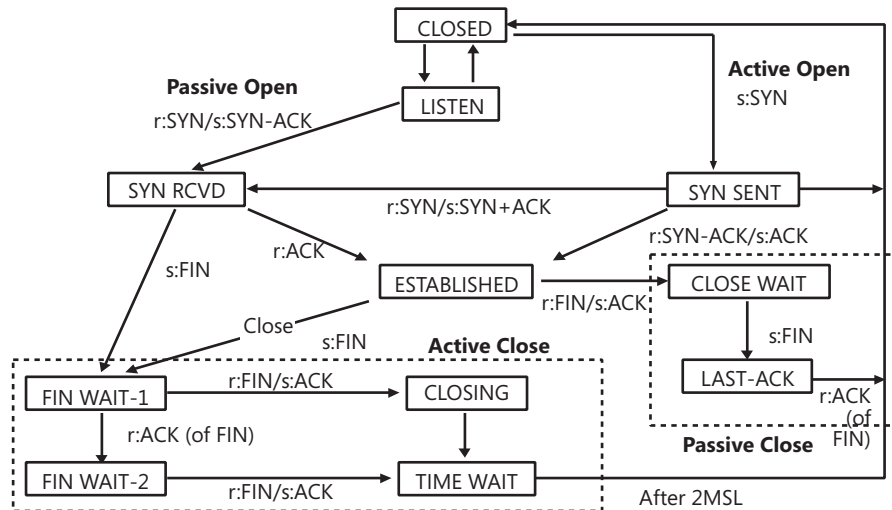 CLOSED
Passive Open
Active Open
s:SYN
LISTEN
r:SYN/s:SYN-ACK
SYN RCVD
SYN SENT
r:SYN/s:SYN+ACK
r:SYN-ACK/s:ACK
r:ACK
s:FIN
ESTABLISHED
CLOSE WAIT
r:FIN/s:ACK
Close
s:FIN
s:FIN
Active Close
FIN WAIT-1
r:FIN/s:ACK
CLOSING
LAST-ACK
r:ACK
(of
FIN)
r:ACK (of FIN)
Passive Close
FIN WAIT-2
r:FIN/s:ACK
TIME WAIT
After 2MSL